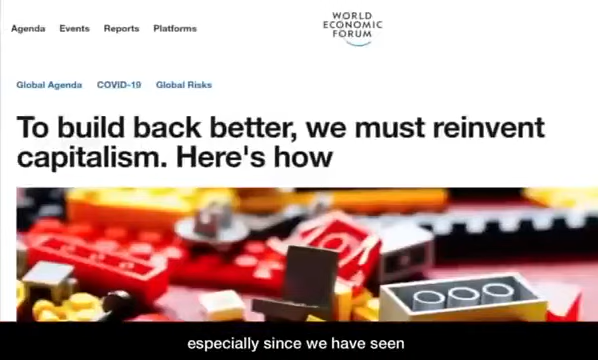 WORLD
ECONOMIC
FORUM
Agenda Events Reports Platforms
Global Agenda COVID-19 Global Risks
To build back better, we must reinvent
capitalism. Here's how
especially since we have seen